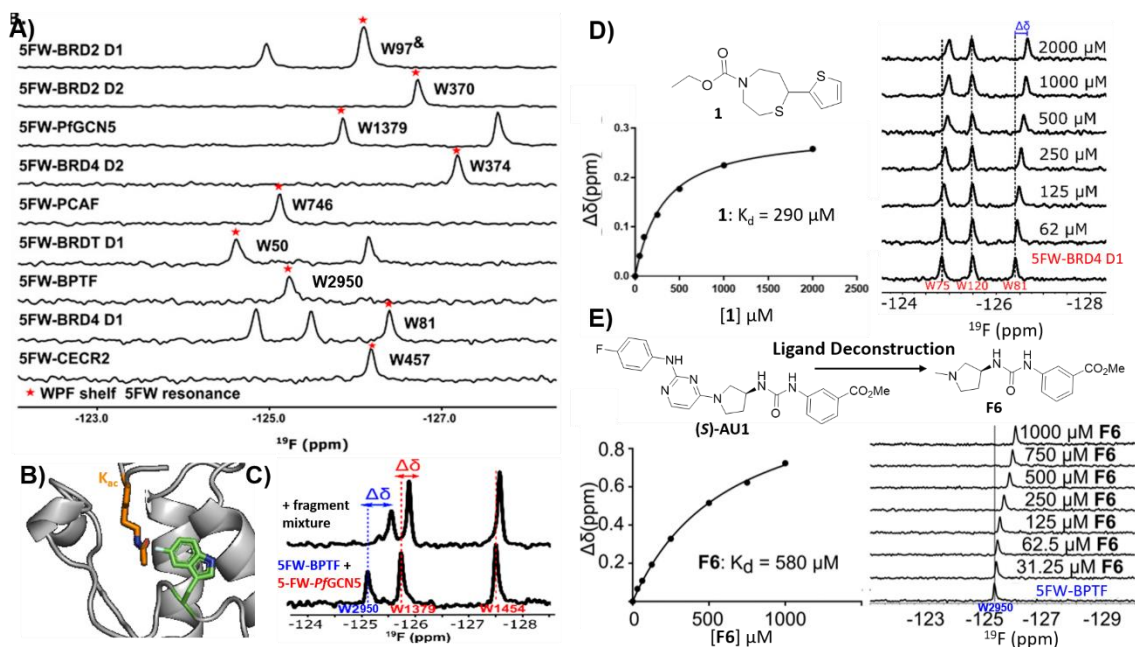 A)
5FW-BRD2 D1
W97&
5FW-BRD2 D2
W370
5FW-PfGCN5
W1379
5FW-BRD4 D2
W374
5FW-PCAF
W746
5FW-BRDT D1
W50
5FW-BPTF
W2950
5FW-BRD4 D1
W81
5FW-CECR2
W457
★ WPF shelf 5FW resonance
-123.0 -125.0 -127.0
19F (ppm)
B)
Kac
C)
Δδ
Δδ
+ fragment
mixture
5FW-BPTF +
5-FW-PfGCN5
W2950 W1379 W1454
-124 -125 -126 -127 -128
19F (ppm)
D)
O
O
N
S
S
1
Δδ(ppm)
0.3
0.2
0.1
0.0
1: Kd = 290 µM
0 500 1000 1500 2000 2500
[1] µM
Δδ
2000 µM
1000 µM
500 µM
250 µM
125 µM
62 µM
5FW-BRD4 D1
W75 W120 W81
-124 -126 -128
19F (ppm)
E)
Ligand Deconstruction
F
NH
N
N
N
H
N
H
N
O
CO2Me
(S)-AU1
N
H
N
H
N
O
CO2Me
F6
Δδ(ppm)
0.8
0.6
0.4
0.2
F6: Kd = 580 µM
0 500 1000
[F6] µM
1000 µM F6
750 µM F6
500 µM F6
250 µM F6
125 µM F6
62.5 µM F6
31.25 µM F6
5FW-BPTF
W2950
-123 -125 -127 -129
19F (ppm)